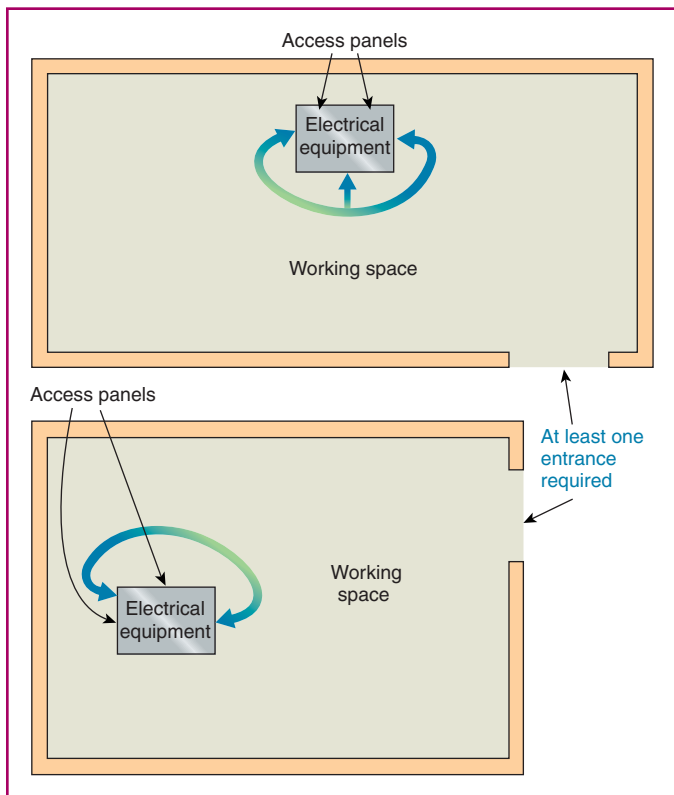 Access panels
Electrical
equipment
Working space
Access panels
At least one
entrance
required
Working
space
Electrical
equipment